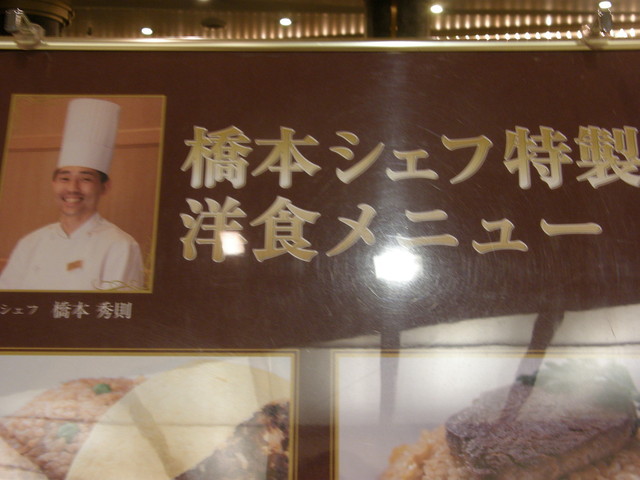 橋本シェフ特製
洋食メニュー
シェフ 橋本 秀則